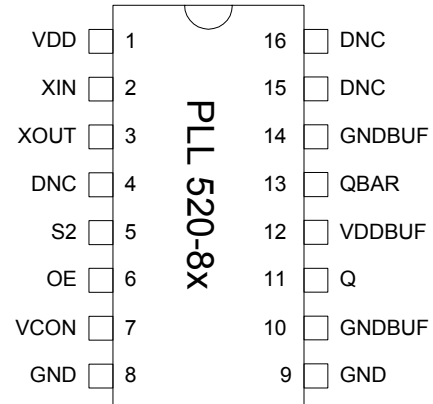 VDD 1 16 DNC
XIN 2 15 DNC
XOUT 3 14 GNDBUF
DNC 4 13 QBAR
S2 5 12 VDDBUF
OE 6 11 Q
VCON 7 10 GNDBUF
GND 8 9 GND
PLL 520-8x